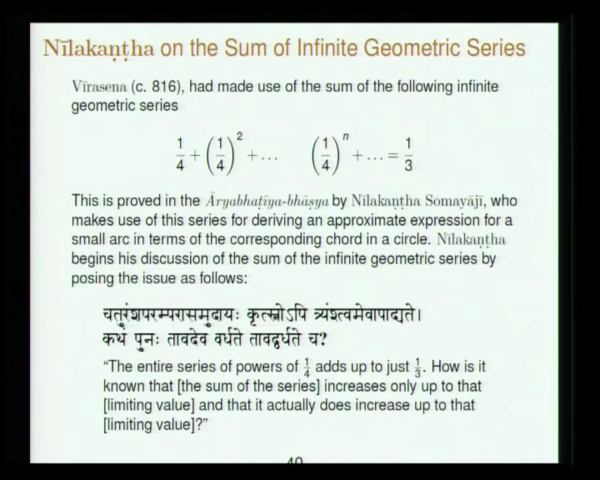 Nīlakaṇṭha on the Sum of Infinite Geometric Series
Vīrasena (c. 816), had made use of the sum of the following infinite
geometric series
1/4 + (1/4)^2 + … (1/4)^n + … = 1/3
This is proved in the Āryabhaṭīya-bhāṣya by Nīlakaṇṭha Somayājī, who
makes use of this series for deriving an approximate expression for a
small arc in terms of the corresponding chord in a circle. Nīlakaṇṭha
begins his discussion of the sum of the infinite geometric series by
posing the issue as follows:
चतुरंशपरम्परासमुदायः कृत्स्नोऽपि त्र्यंशत्वमेवापाद्यते।
कथं पुनः तावदेव वर्धते तावद्वर्धते च?
“The entire series of powers of 1/4 adds up to just 1/3. How is it
known that [the sum of the series] increases only up to that
[limiting value] and that it actually does increase up to that
[limiting value]?”